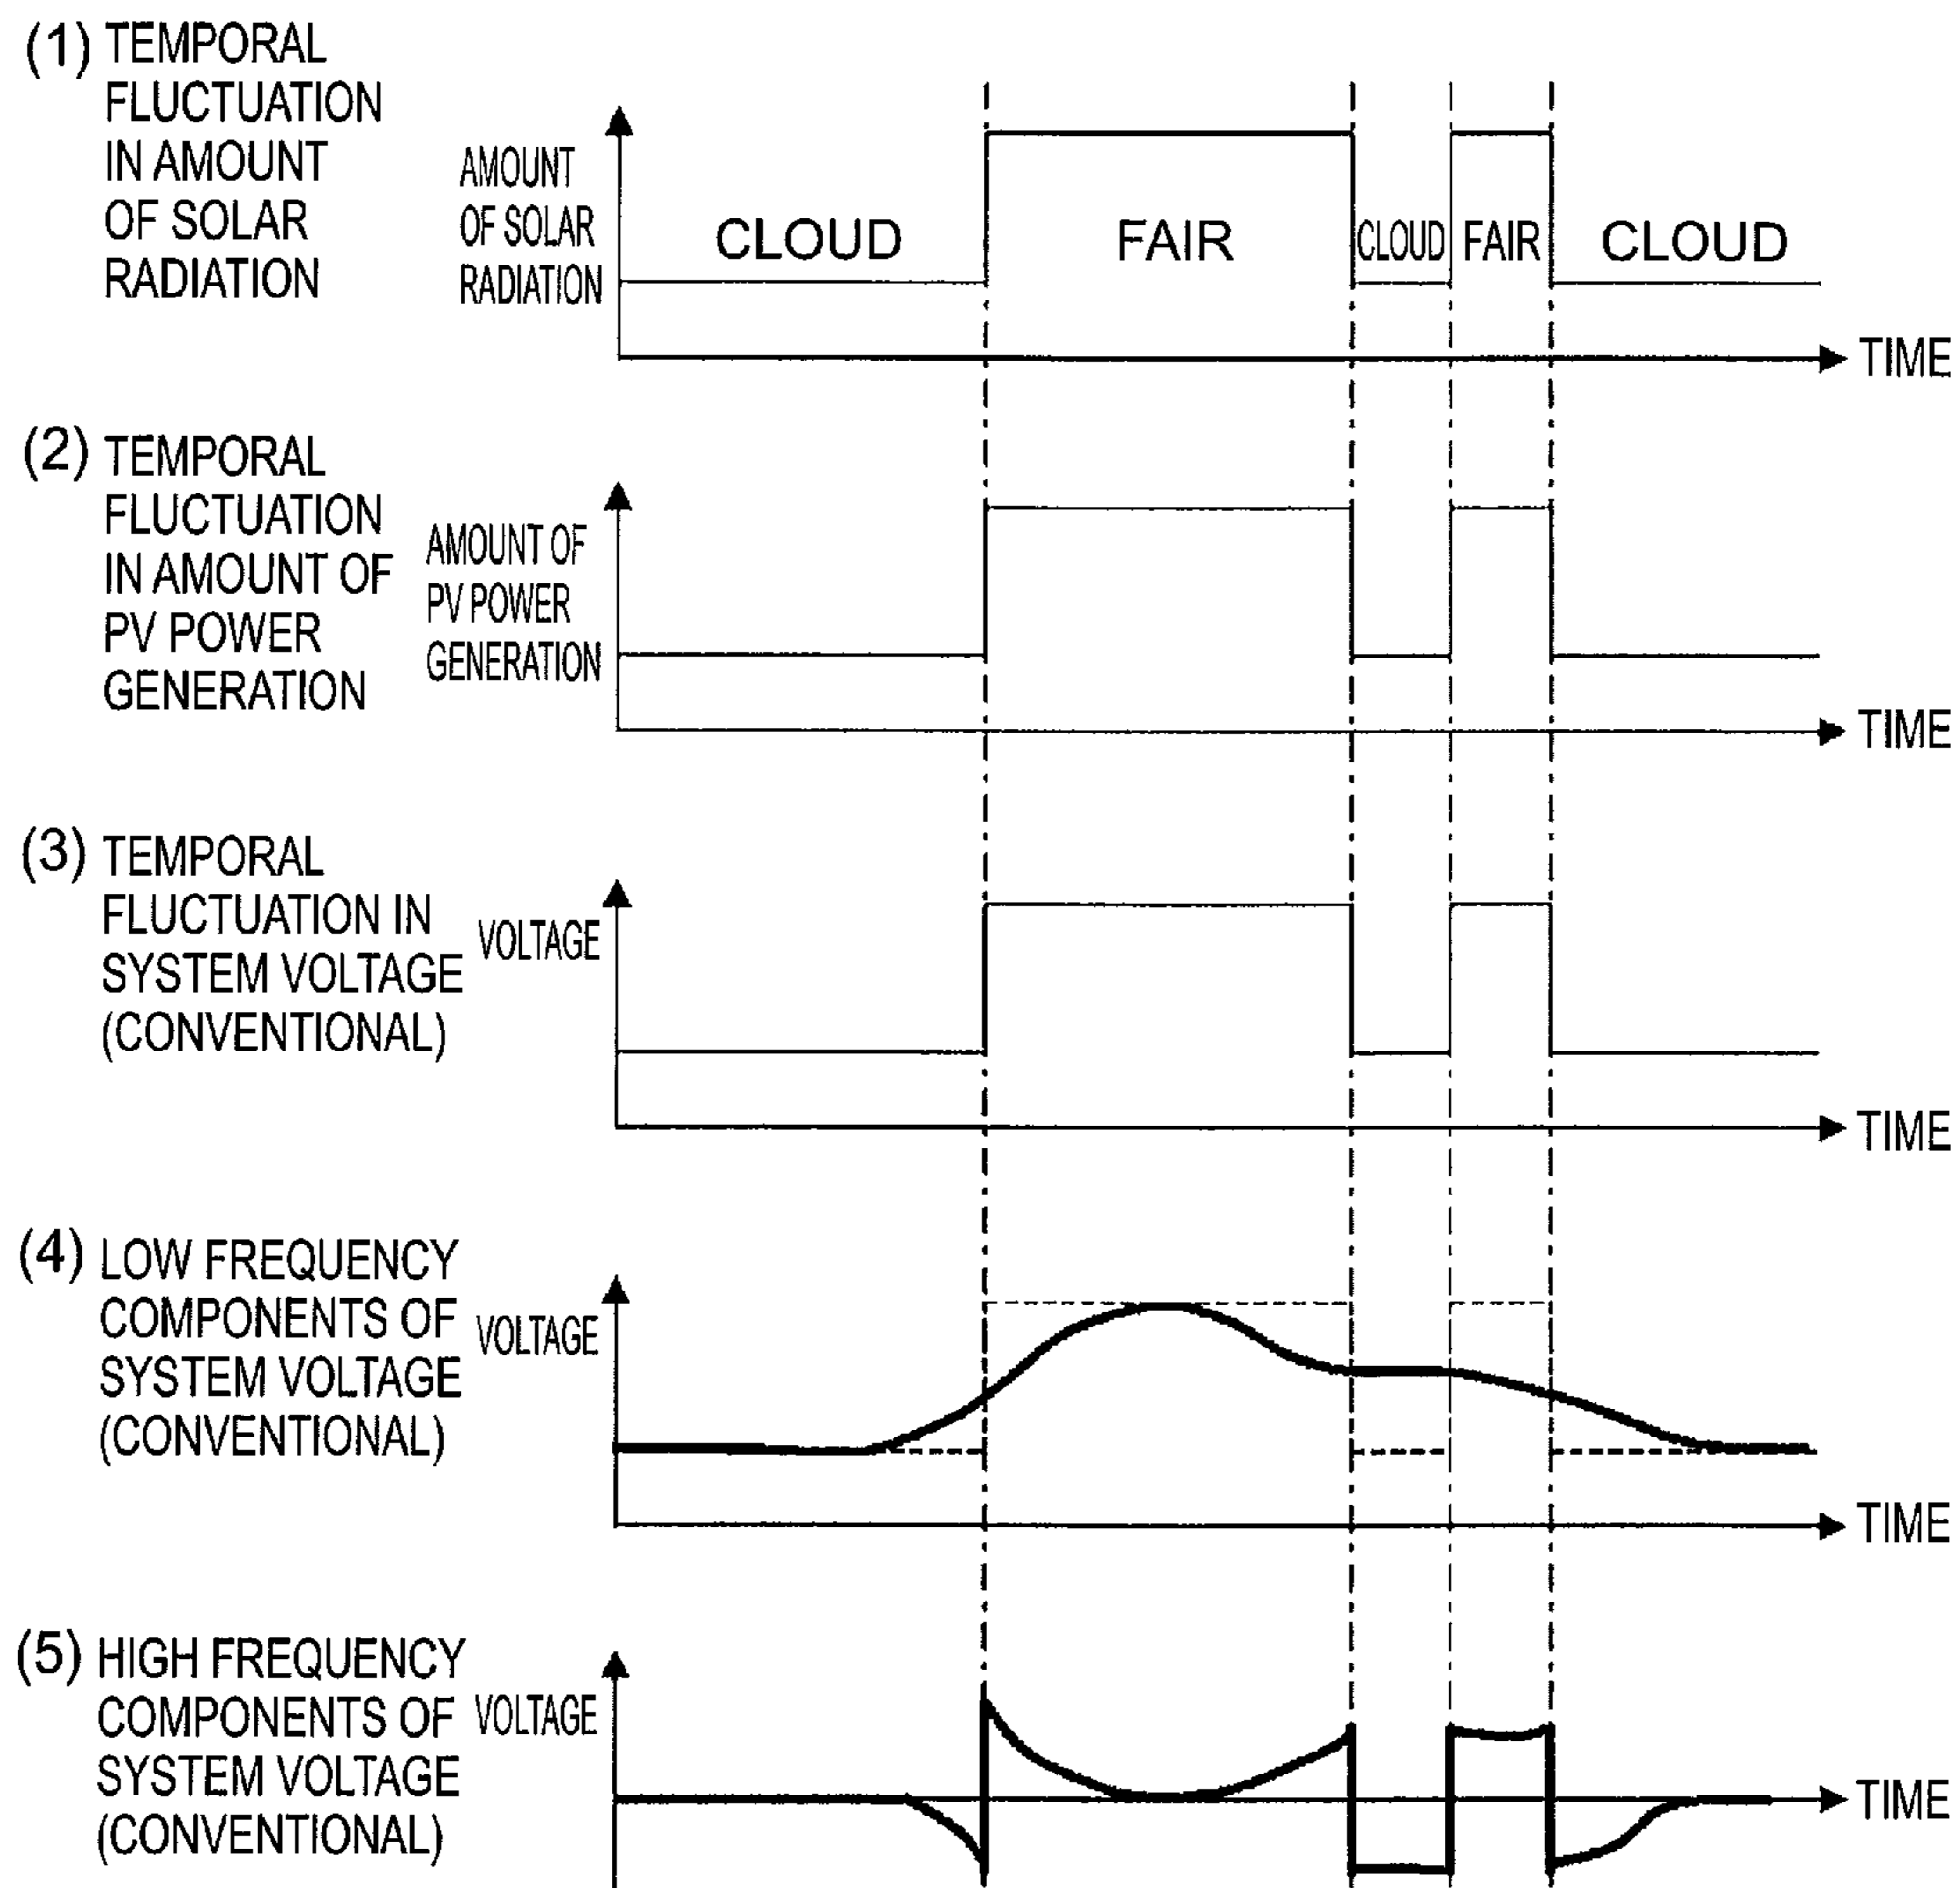 (1) TEMPORAL
FLUCTUATION
IN AMOUNT
OF SOLAR
RADIATION
AMOUNT
OF SOLAR
RADIATION
CLOUD
FAIR
CLOUD
FAIR
CLOUD
TIME
(2) TEMPORAL
FLUCTUATION
IN AMOUNT OF
PV POWER
GENERATION
AMOUNT OF
PV POWER
GENERATION
TIME
(3) TEMPORAL
FLUCTUATION IN
SYSTEM VOLTAGE
(CONVENTIONAL)
VOLTAGE
TIME
(4) LOW FREQUENCY
COMPONENTS OF
SYSTEM VOLTAGE
(CONVENTIONAL)
VOLTAGE
TIME
(5) HIGH FREQUENCY
COMPONENTS OF
SYSTEM VOLTAGE
(CONVENTIONAL)
VOLTAGE
TIME